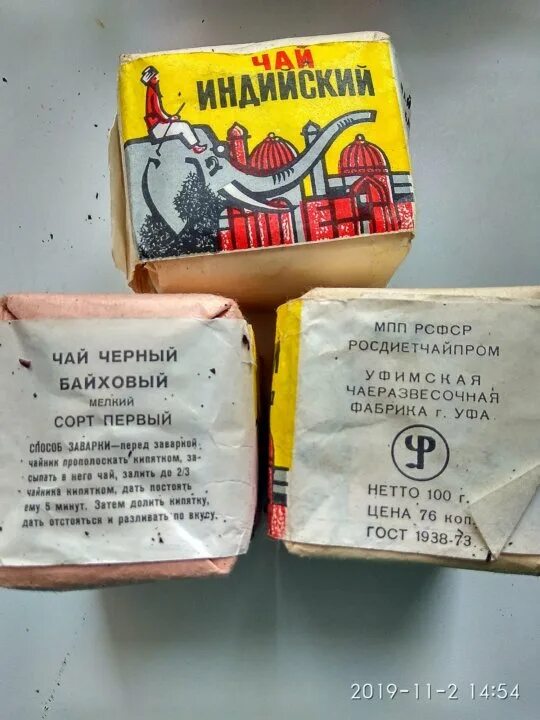 ЧАЙ
ИНДИЙСКИЙ
ЧАЙ ЧЕРНЫЙ
БАЙХОВЫЙ
МЕЛКИЙ
СОРТ ПЕРВЫЙ
СПОСОБ ЗАВАРКИ—перед заваркой
чайник прополоскать кипятком, за-
сыпать в него чай, залить до 2/3
чайника кипятком, дать постоять
ему 5 минут. Затем долить кипятку,
дать отстояться и разливать по вкусу.
МПП РСФСР
РОСДИЕТЧАЙПРОМ
УФИМСКАЯ
ЧАЕРАЗВЕСОЧНАЯ
ФАБРИКА г. УФА
НЕТТО 100 г.
ЦЕНА 76 коп.
ГОСТ 1938-73
2019-11-2 14:54